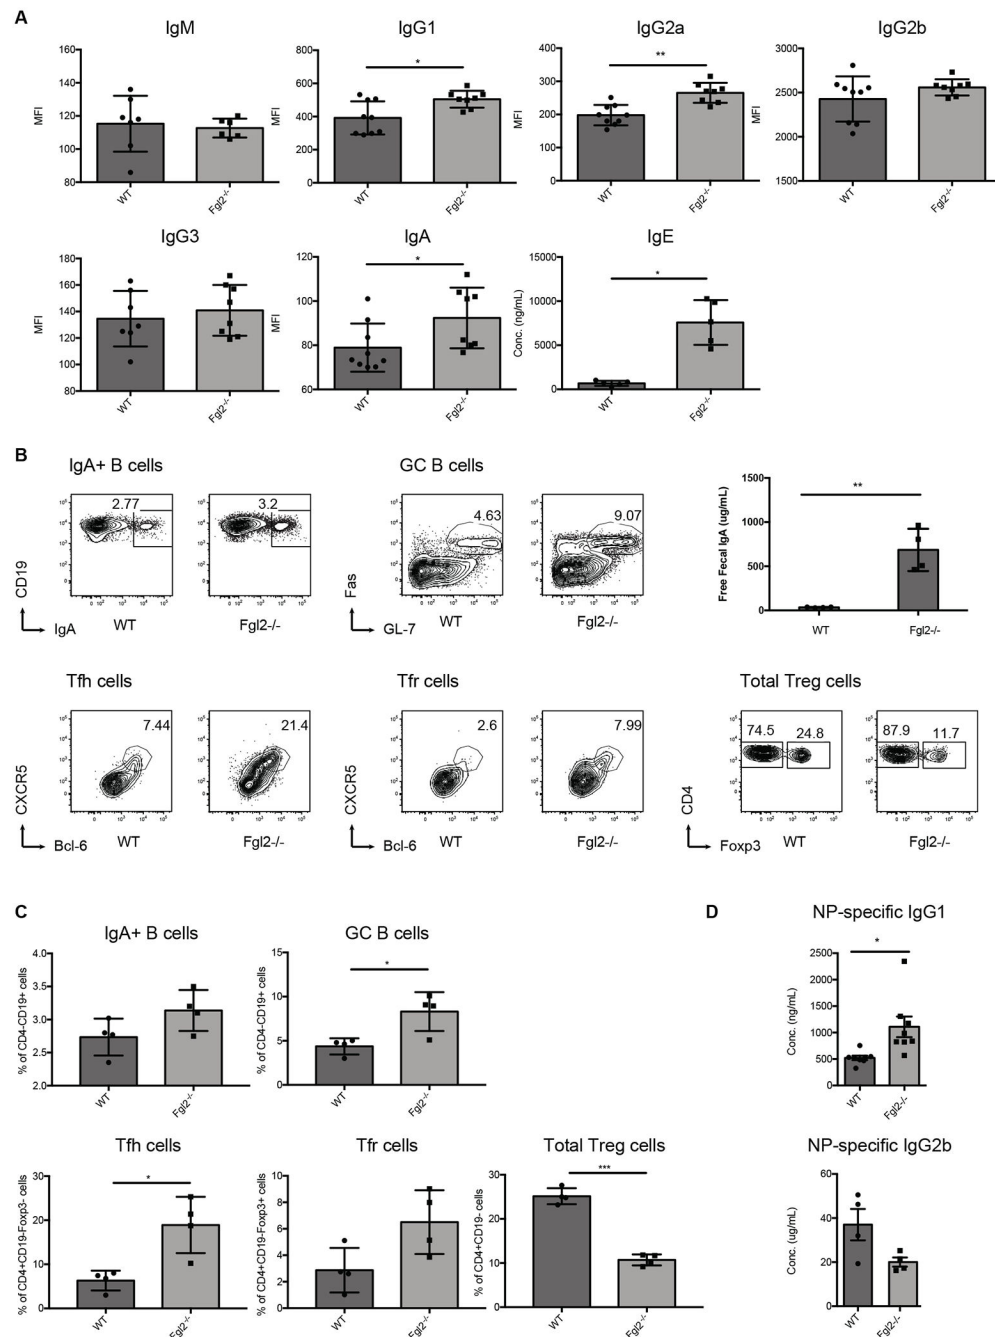 A
IgM
MFI
160
140
120
100
80
WT
Fgl2-/-
IgG1
MFI
800
600
400
200
0
*
WT
Fgl2-/-
IgG2a
MFI
400
300
200
100
0
**
WT
Fgl2-/-
IgG2b
MFI
3000
2500
2000
1500
WT
Fgl2-/-
IgG3
MFI
180
160
140
120
100
80
WT
Fgl2-/-
IgA
MFI
120
100
80
60
*
WT
Fgl2-/-
IgE
Conc. (ng/mL)
15000
10000
5000
0
*
WT
Fgl2-/-
B
IgA+ B cells
2.77
3.2
CD19
IgA
WT
Fgl2-/-
GC B cells
4.63
9.07
Fas
GL-7
WT
Fgl2-/-
Free Fecal IgA (ug/mL)
1500
1000
500
0
**
WT
Fgl2-/-
Tfh cells
7.44
21.4
CXCR5
Bcl-6
WT
Fgl2-/-
Tfr cells
2.6
7.99
CXCR5
Bcl-6
WT
Fgl2-/-
Total Treg cells
74.5 24.8
87.9 11.7
CD4
Foxp3
WT
Fgl2-/-
C
IgA+ B cells
% of CD4-CD19+ cells
4.0
3.5
3.0
2.5
2.0
WT
Fgl2-/-
GC B cells
% of CD4-CD19+ cells
15
10
5
0
*
WT
Fgl2-/-
Tfh cells
% of CD4+CD19-Foxp3- cells
30
20
10
0
*
WT
Fgl2-/-
Tfr cells
% of CD4+CD19-Foxp3+ cells
10
8
6
4
2
0
WT
Fgl2-/-
Total Treg cells
% of CD4+CD19- cells
30
20
10
0
***
WT
Fgl2-/-
D
NP-specific IgG1
Conc. (ng/mL)
2500
2000
1500
1000
500
0
*
WT
Fgl2-/-
NP-specific IgG2b
Conc. (ug/mL)
60
40
20
0
WT
Fgl2-/-